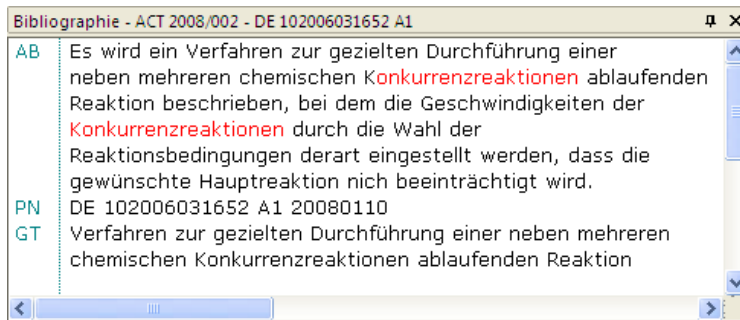 Bibliographie - ACT 2008/002 - DE 102006031652 A1
AB Es wird ein Verfahren zur gezielten Durchführung einer
neben mehreren chemischen Konkurrenzreaktionen ablaufenden
Reaktion beschrieben, bei dem die Geschwindigkeiten der
Konkurrenzreaktionen durch die Wahl der
Reaktionsbedingungen derart eingestellt werden, dass die
gewünschte Hauptreaktion nich beeinträchtigt wird.
PN DE 102006031652 A1 20080110
GT Verfahren zur gezielten Durchführung einer neben mehreren
chemischen Konkurrenzreaktionen ablaufenden Reaktion